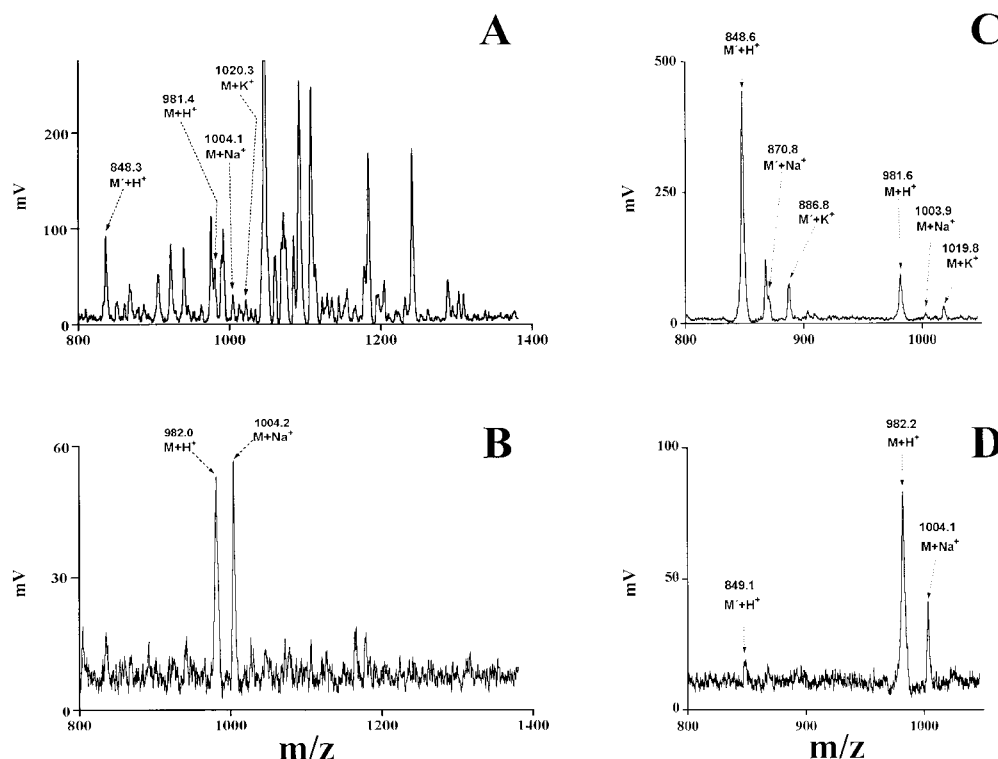 A
mV
200
100
0
848.3
M´+H⁺
981.4
M+H⁺
1004.1
M+Na⁺
1020.3
M+K⁺
800
1000
1200
1400
C
mV
500
250
0
848.6
M´+H⁺
870.8
M´+Na⁺
886.8
M´+K⁺
981.6
M+H⁺
1003.9
M+Na⁺
1019.8
M+K⁺
800
900
1000
B
mV
60
30
0
982.0
M+H⁺
1004.2
M+Na⁺
800
1000
1200
1400
m/z
D
mV
100
50
0
849.1
M´+H⁺
982.2
M+H⁺
1004.1
M+Na⁺
800
900
1000
m/z